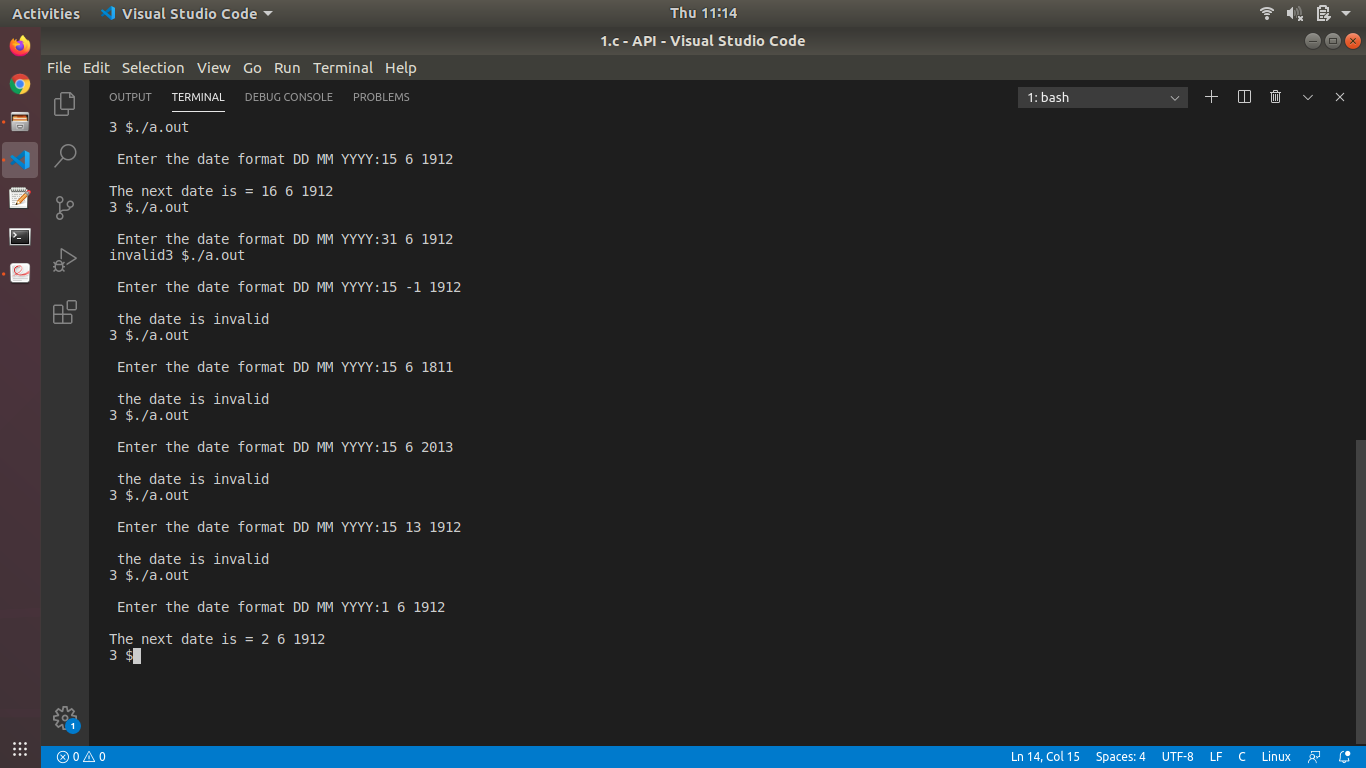 Activities Visual Studio Code Thu 11:14
1.c - API - Visual Studio Code
File Edit Selection View Go Run Terminal Help
OUTPUT TERMINAL DEBUG CONSOLE PROBLEMS 1: bash
3 $./a.out
Enter the date format DD MM YYYY:15 6 1912
The next date is = 16 6 1912
3 $./a.out
Enter the date format DD MM YYYY:31 6 1912
invalid3 $./a.out
Enter the date format DD MM YYYY:15 -1 1912
the date is invalid
3 $./a.out
Enter the date format DD MM YYYY:15 6 1811
the date is invalid
3 $./a.out
Enter the date format DD MM YYYY:15 6 2013
the date is invalid
3 $./a.out
Enter the date format DD MM YYYY:15 13 1912
the date is invalid
3 $./a.out
Enter the date format DD MM YYYY:1 6 1912
The next date is = 2 6 1912
3 $
1
0 0 Ln 14, Col 15 Spaces: 4 UTF-8 LF C Linux